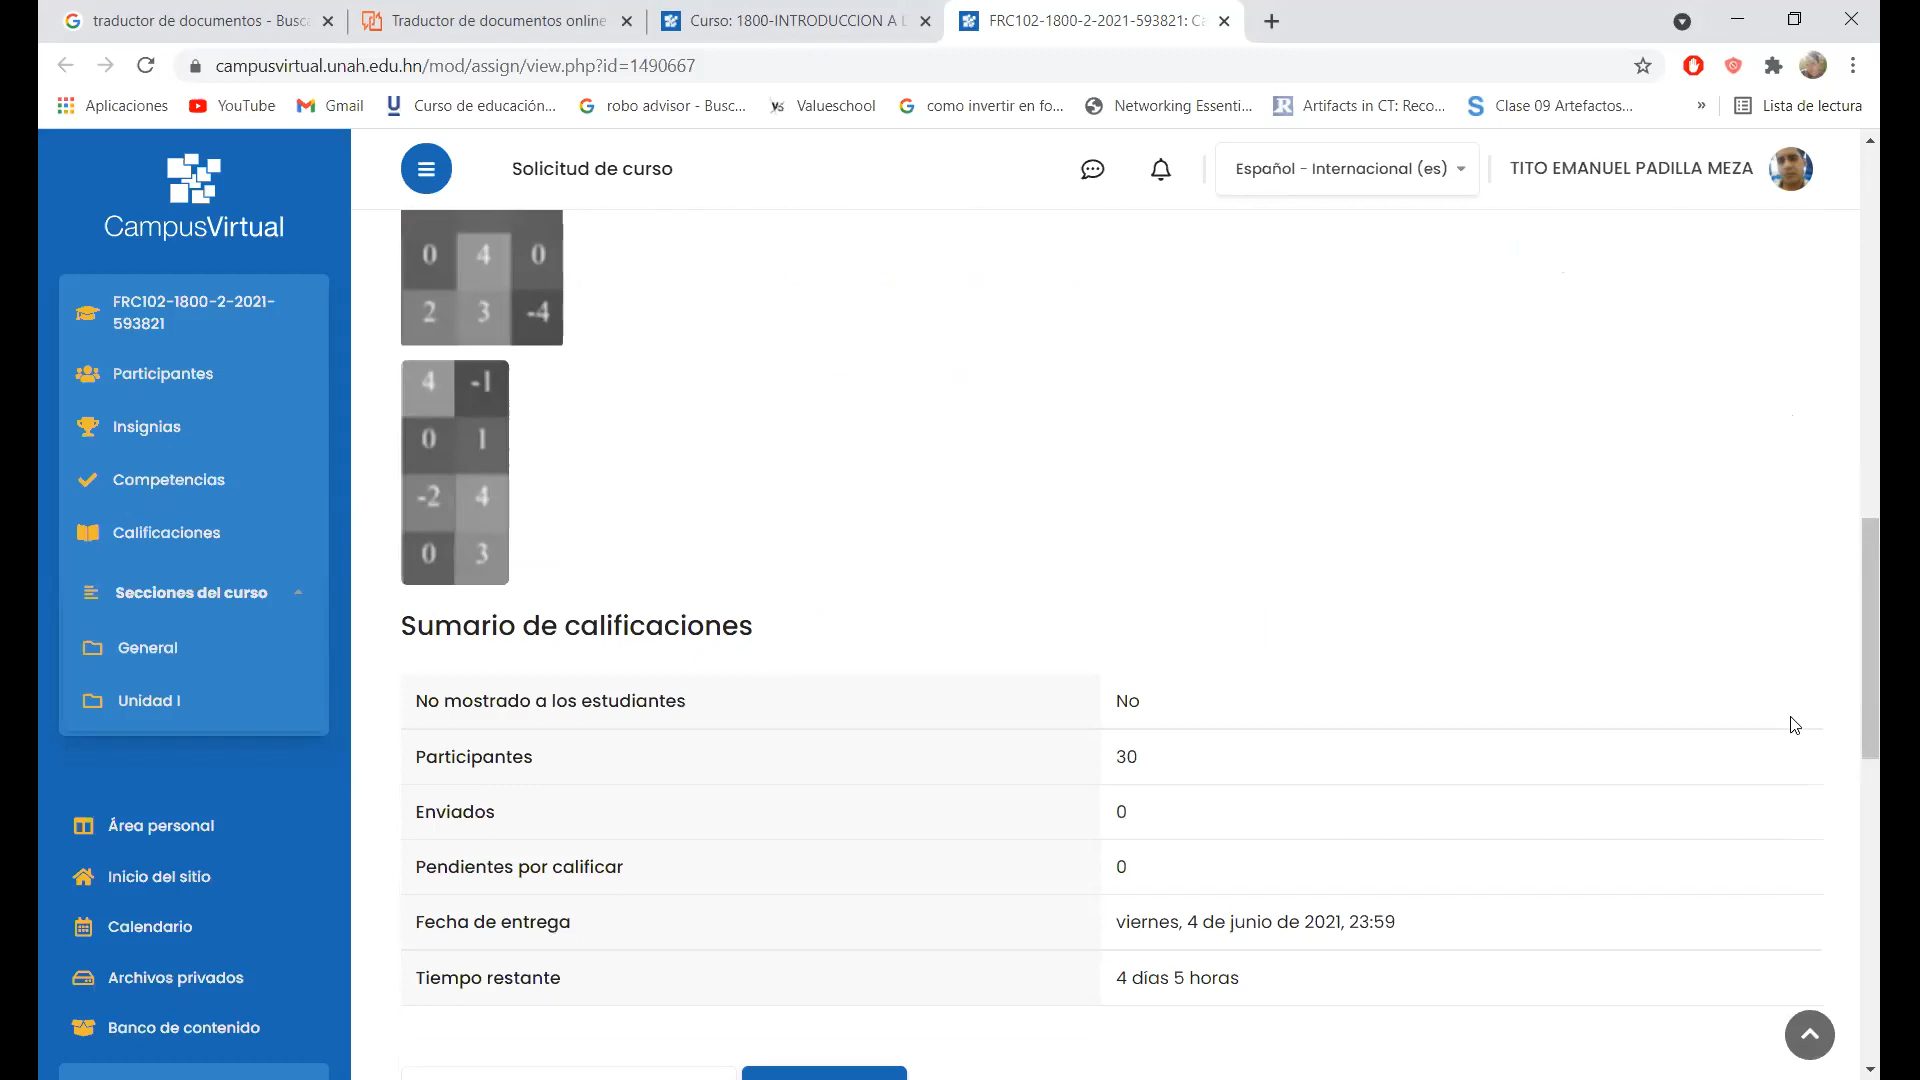 traductor de documentos - Busc
Traductor de documentos online
Curso: 1800-INTRODUCCION A L
FRC102-1800-2-2021-593821: Ca
campusvirtual.unah.edu.hn/mod/assign/view.php?id=1490667
Aplicaciones
YouTube
Gmail
Curso de educación...
robo advisor - Busc...
Valueschool
como invertir en fo...
Networking Essenti...
Artifacts in CT: Reco...
Clase 09 Artefactos...
»
Lista de lectura
CampusVirtual
Solicitud de curso
Español - Internacional (es)
TITO EMANUEL PADILLA MEZA
FRC102-1800-2-2021-
593821
Participantes
Insignias
Competencias
Calificaciones
Secciones del curso
General
Unidad I
Área personal
Inicio del sitio
Calendario
Archivos privados
Banco de contenido
0 4 0
2 3 -4
4 -1
0 1
-2 4
0 3
Sumario de calificaciones
No mostrado a los estudiantes No
Participantes 30
Enviados 0
Pendientes por calificar 0
Fecha de entrega viernes, 4 de junio de 2021, 23:59
Tiempo restante 4 días 5 horas